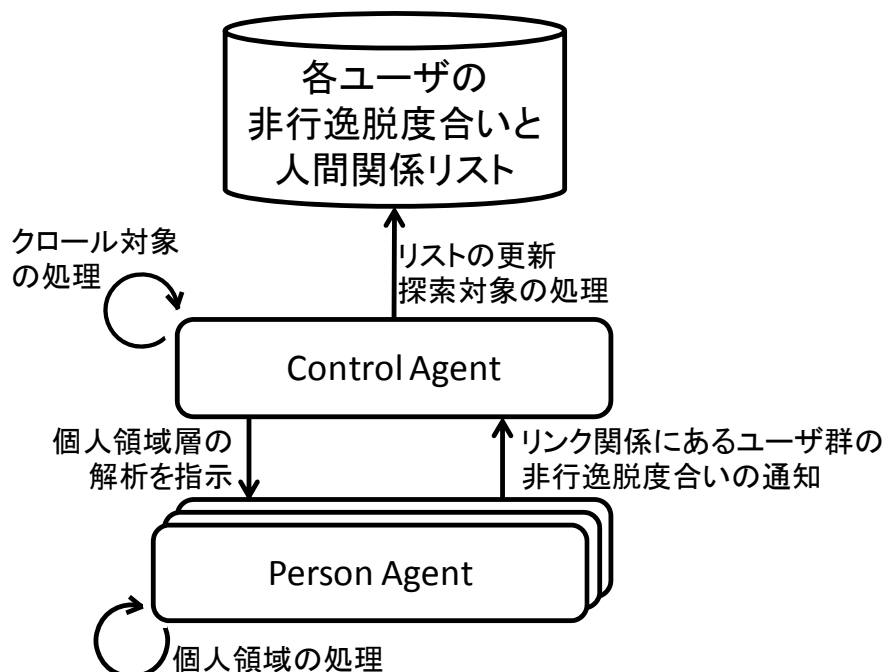 各ユーザの
非行逸脱度合いと
人間関係リスト
クロール対象
の処理
リストの更新
探索対象の処理
Control Agent
個人領域層の
解析を指示
リンク関係にあるユーザ群の
非行逸脱度合いの通知
Person Agent
個人領域の処理